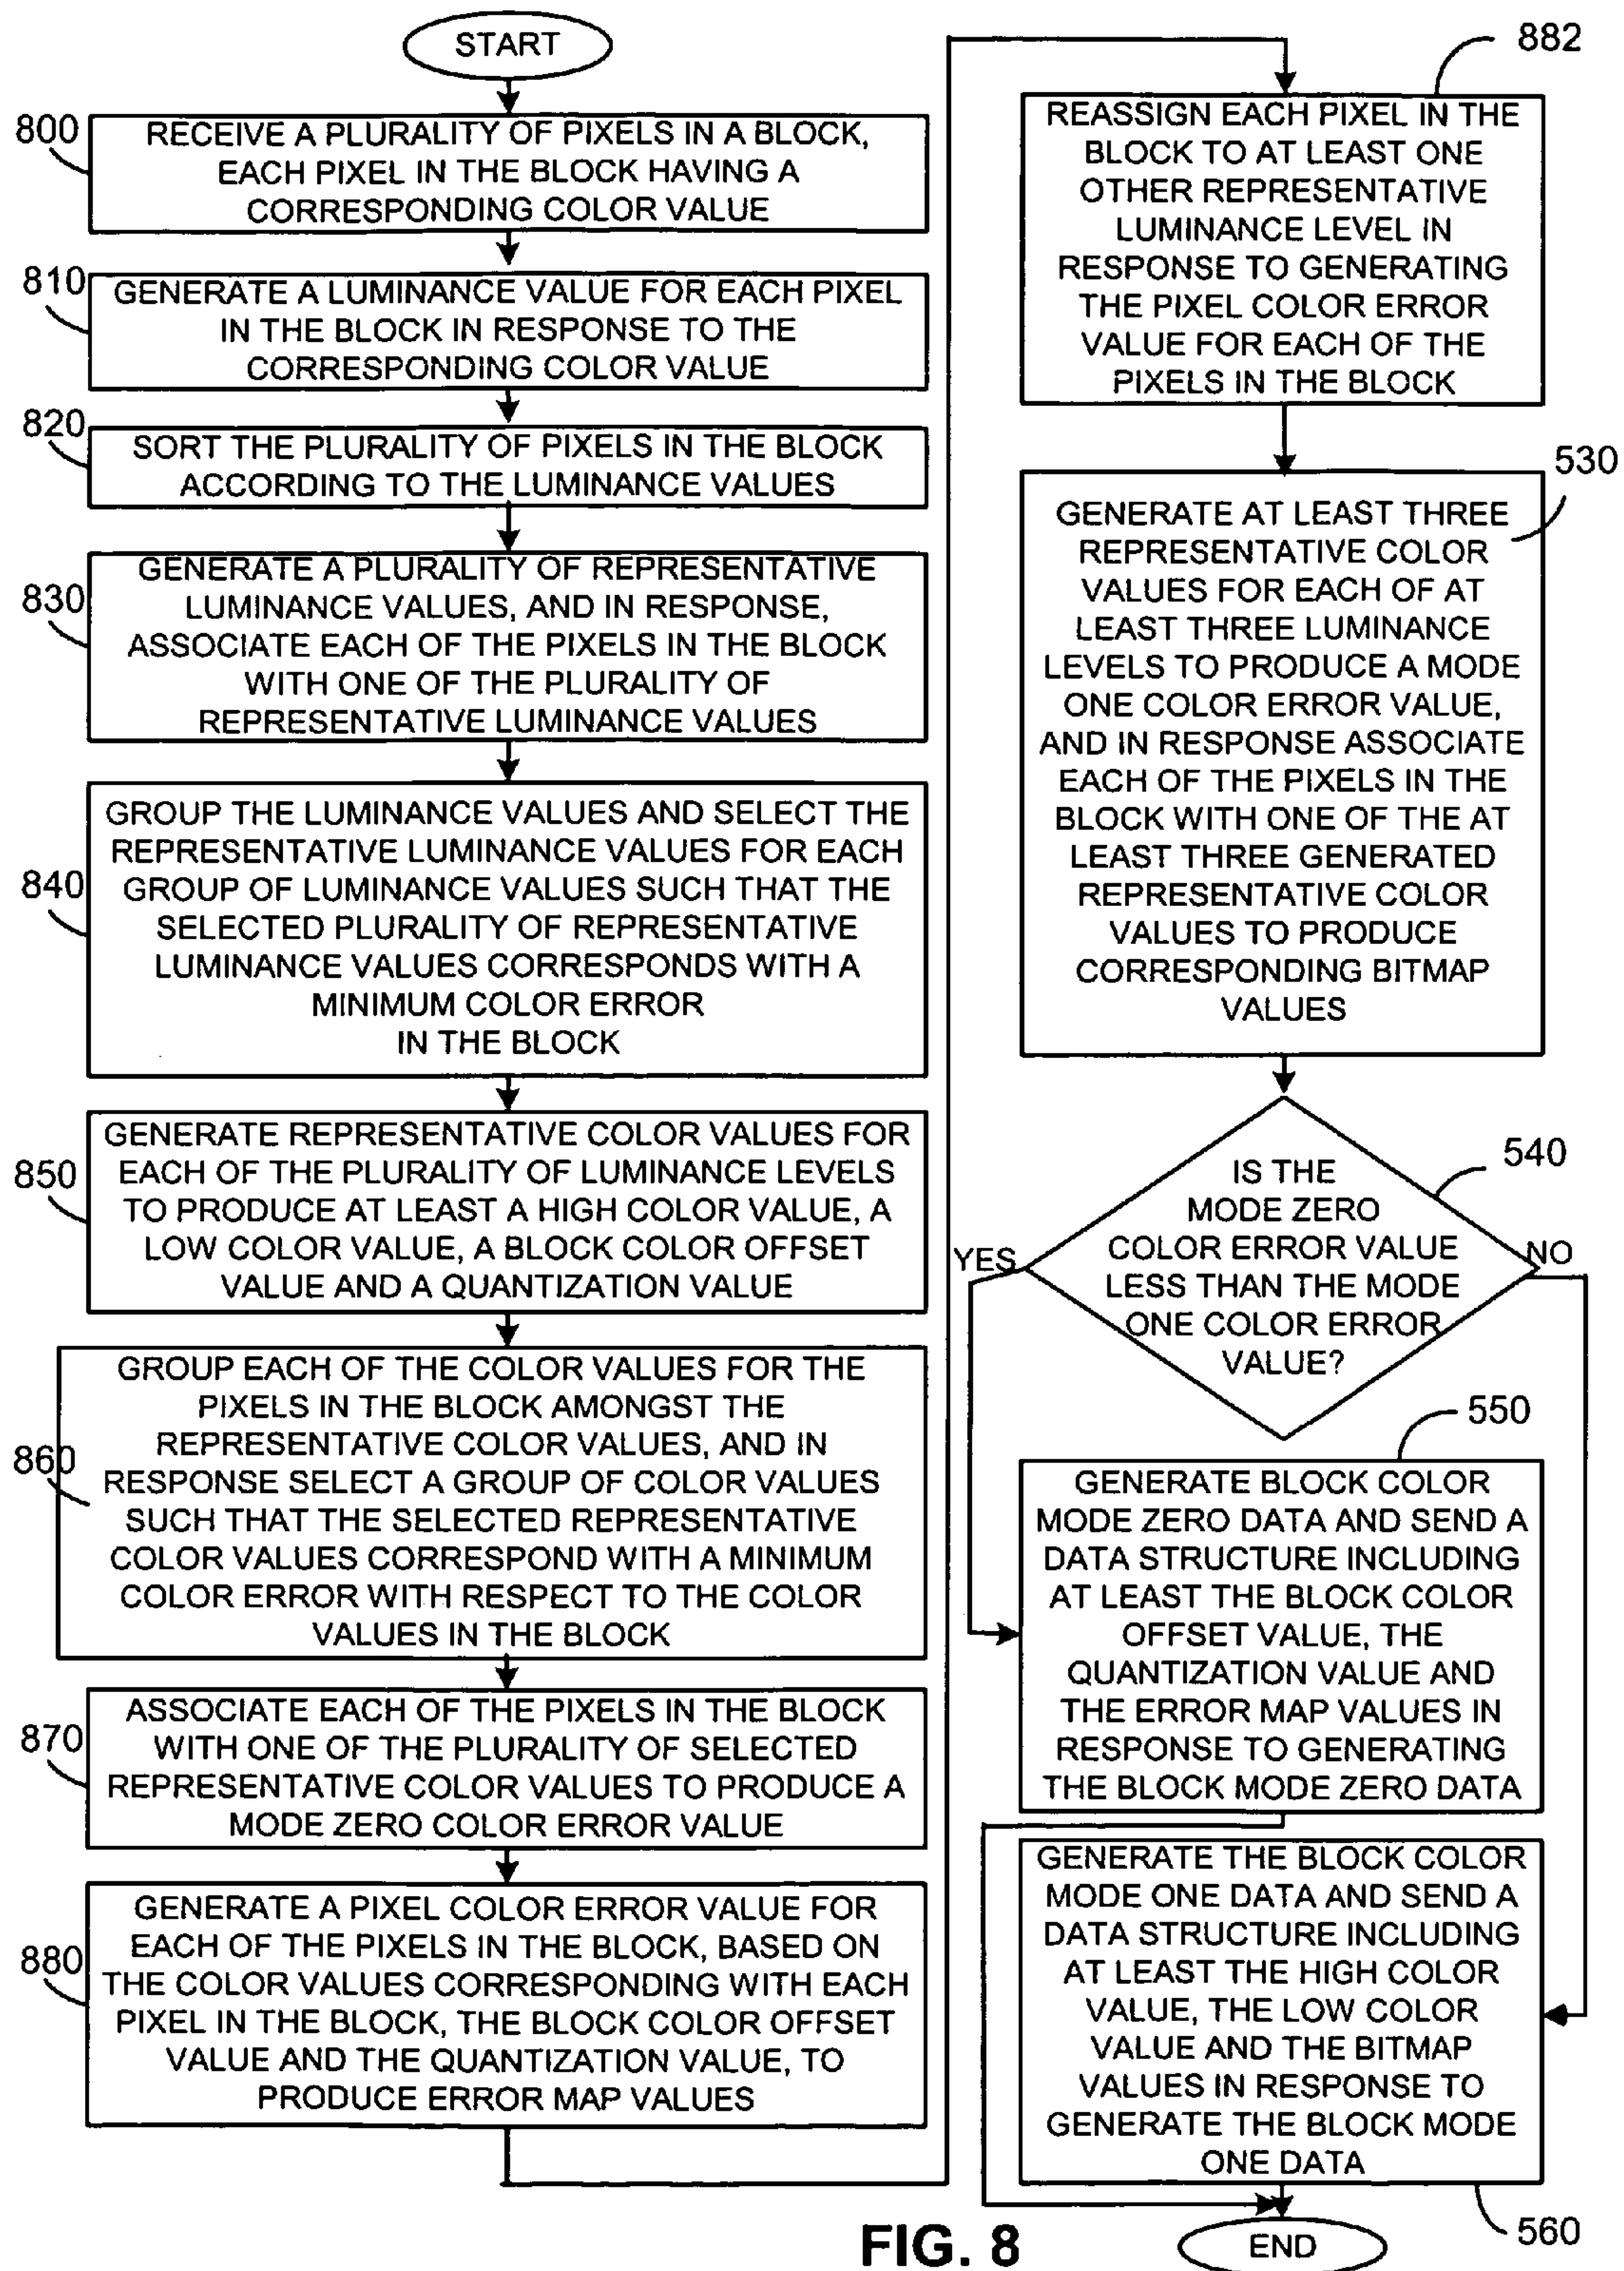 START
800
RECEIVE A PLURALITY OF PIXELS IN A BLOCK,
EACH PIXEL IN THE BLOCK HAVING A
CORRESPONDING COLOR VALUE
810
GENERATE A LUMINANCE VALUE FOR EACH PIXEL
IN THE BLOCK IN RESPONSE TO THE
CORRESPONDING COLOR VALUE
820
SORT THE PLURALITY OF PIXELS IN THE BLOCK
ACCORDING TO THE LUMINANCE VALUES
830
GENERATE A PLURALITY OF REPRESENTATIVE
LUMINANCE VALUES, AND IN RESPONSE,
ASSOCIATE EACH OF THE PIXELS IN THE BLOCK
WITH ONE OF THE PLURALITY OF
REPRESENTATIVE LUMINANCE VALUES
840
GROUP THE LUMINANCE VALUES AND SELECT THE
REPRESENTATIVE LUMINANCE VALUES FOR EACH
GROUP OF LUMINANCE VALUES SUCH THAT THE
SELECTED PLURALITY OF REPRESENTATIVE
LUMINANCE VALUES CORRESPONDS WITH A
MINIMUM COLOR ERROR
IN THE BLOCK
850
GENERATE REPRESENTATIVE COLOR VALUES FOR
EACH OF THE PLURALITY OF LUMINANCE LEVELS
TO PRODUCE AT LEAST A HIGH COLOR VALUE, A
LOW COLOR VALUE, A BLOCK COLOR OFFSET
VALUE AND A QUANTIZATION VALUE
860
GROUP EACH OF THE COLOR VALUES FOR THE
PIXELS IN THE BLOCK AMONGST THE
REPRESENTATIVE COLOR VALUES, AND IN
RESPONSE SELECT A GROUP OF COLOR VALUES
SUCH THAT THE SELECTED REPRESENTATIVE
COLOR VALUES CORRESPOND WITH A MINIMUM
COLOR ERROR WITH RESPECT TO THE COLOR
VALUES IN THE BLOCK
870
ASSOCIATE EACH OF THE PIXELS IN THE BLOCK
WITH ONE OF THE PLURALITY OF SELECTED
REPRESENTATIVE COLOR VALUES TO PRODUCE A
MODE ZERO COLOR ERROR VALUE
880
GENERATE A PIXEL COLOR ERROR VALUE FOR
EACH OF THE PIXELS IN THE BLOCK, BASED ON
THE COLOR VALUES CORRESPONDING WITH EACH
PIXEL IN THE BLOCK, THE BLOCK COLOR OFFSET
VALUE AND THE QUANTIZATION VALUE, TO
PRODUCE ERROR MAP VALUES
882
REASSIGN EACH PIXEL IN THE
BLOCK TO AT LEAST ONE
OTHER REPRESENTATIVE
LUMINANCE LEVEL IN
RESPONSE TO GENERATING
THE PIXEL COLOR ERROR
VALUE FOR EACH OF THE
PIXELS IN THE BLOCK
530
GENERATE AT LEAST THREE
REPRESENTATIVE COLOR
VALUES FOR EACH OF AT
LEAST THREE LUMINANCE
LEVELS TO PRODUCE A MODE
ONE COLOR ERROR VALUE,
AND IN RESPONSE ASSOCIATE
EACH OF THE PIXELS IN THE
BLOCK WITH ONE OF THE AT
LEAST THREE GENERATED
REPRESENTATIVE COLOR
VALUES TO PRODUCE
CORRESPONDING BITMAP
VALUES
540
IS THE
MODE ZERO
COLOR ERROR VALUE
LESS THAN THE MODE
ONE COLOR ERROR
VALUE?
YES
NO
550
GENERATE BLOCK COLOR
MODE ZERO DATA AND SEND A
DATA STRUCTURE INCLUDING
AT LEAST THE BLOCK COLOR
OFFSET VALUE, THE
QUANTIZATION VALUE AND
THE ERROR MAP VALUES IN
RESPONSE TO GENERATING
THE BLOCK MODE ZERO DATA
GENERATE THE BLOCK COLOR
MODE ONE DATA AND SEND A
DATA STRUCTURE INCLUDING
AT LEAST THE HIGH COLOR
VALUE, THE LOW COLOR
VALUE AND THE BITMAP
VALUES IN RESPONSE TO
GENERATE THE BLOCK MODE
ONE DATA
560
END
FIG. 8